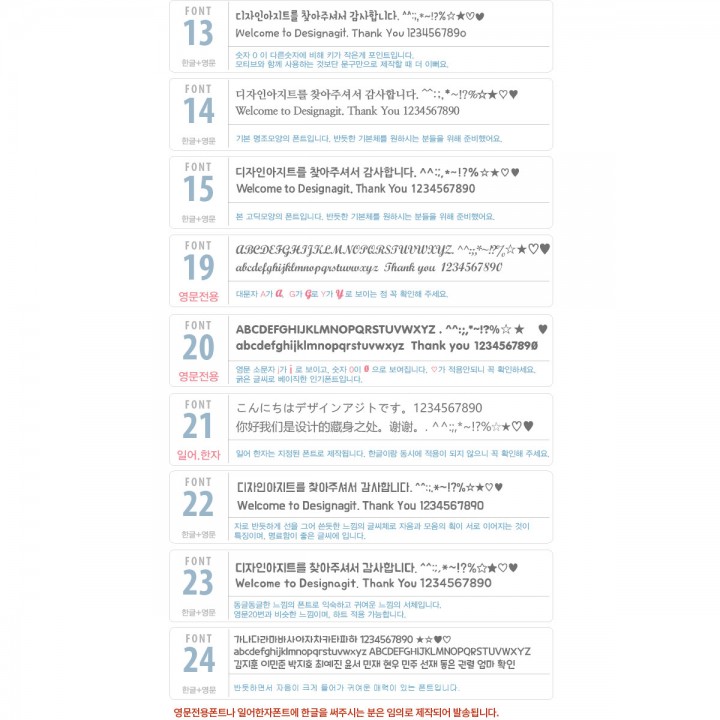 FONT
13
한글+영문
디자인아지트를 찾아주셔서 감사합니다. ^^:;,*~!?%☆★♡♥
Welcome to Designagit. Thank You 1234567890
숫자 0 이 다른숫자에 비해 키가 작은게 포인트입니다.
모티브와 함께 사용하는 것보단 문구만으로 제작할 때 더 이뻐요.
FONT
14
한글+영문
디자인아지트를 찾아주셔서 감사합니다. ^^:;,*~!?%☆★♡♥
Welcome to Designagit. Thank You 1234567890
기본 명조모양의 폰트입니다. 반듯한 기본체를 원하시는 분들을 위해 준비했어요.
FONT
15
한글+영문
디자인아지트를 찾아주셔서 감사합니다. ^^:;,*~!?%☆★♡♥
Welcome to Designagit. Thank You 1234567890
본 고딕모양의 폰트입니다. 반듯한 기본체를 원하시는 분들을 위해 준비했어요.
FONT
19
영문전용
ABCDEFGHIJKLMNOPQRSTUVWXYZ. ^^:;,*~!?%☆★♡♥
abcdefghijklmnopqrstuvwxyz Thank you 1234567890
대문자 A가 A, G가 G로 Y가 Y로 보이는 점 꼭 확인해 주세요.
FONT
20
영문전용
ABCDEFGHIJKLMNOPQRSTUVWXYZ . ^^:;,*~!?%☆★ ♥
abcdefghijklmnopqrstuvwxyz Thank you 1234567890
영문 소문자 j가 j 로 보이고, 숫자 0이 0 으로 보여집니다. ♡가 적용안되니 꼭 확인하세요.
굵은 글씨로 베이직한 인기폰트입니다.
FONT
21
일어,한자
こんにちはデザインアジトです。1234567890
你好我们是设计的藏身之处。谢谢。. ^^:;,*~!?%☆★♡♥
일어 한자는 지정된 폰트로 제작됩니다. 한글이랑 동시에 적용이 되지 않으니 꼭 확인해 주세요.
FONT
22
한글+영문
디자인아지트를 찾아주셔서 감사합니다. ^^:;,*~!?%☆★♡♥
Welcome to Designagit. Thank You 1234567890
자로 반듯하게 선을 그어 쓴듯한 느낌의 글씨체로 자음과 모음의 획이 서로 이어지는 것이
특징이며, 명료함이 좋은 글씨에 입니다.
FONT
23
한글+영문
디자인아지트를 찾아주셔서 감사합니다. ^^:;,*~!?%☆★♡♥
Welcome to Designagit. Thank You 1234567890
동글동글한 느낌의 폰트로 익숙하고 귀여운 느낌의 서체입니다.
영문20번과 비슷한 느낌이며, 하트 적용 가능합니다.
FONT
24
한글+영문
가나다라마바사아자차카타파하 1234567890 ★☆♥♡
abcdefghijklmnopqrstuvwxyz ABCDEFGHIJKLMNOPQRSTUVWXYZ
김지훈 이민준 박지호 최예진 윤서 민재 현우 민주 선재 동은 권령 엄마 확인
반듯하면서 자음이 크게 들어가 귀여운 매력이 있는 폰트입니다.
영문전용폰트나 일어한자폰트에 한글을 써주시는 분은 임의로 제작되어 발송됩니다.